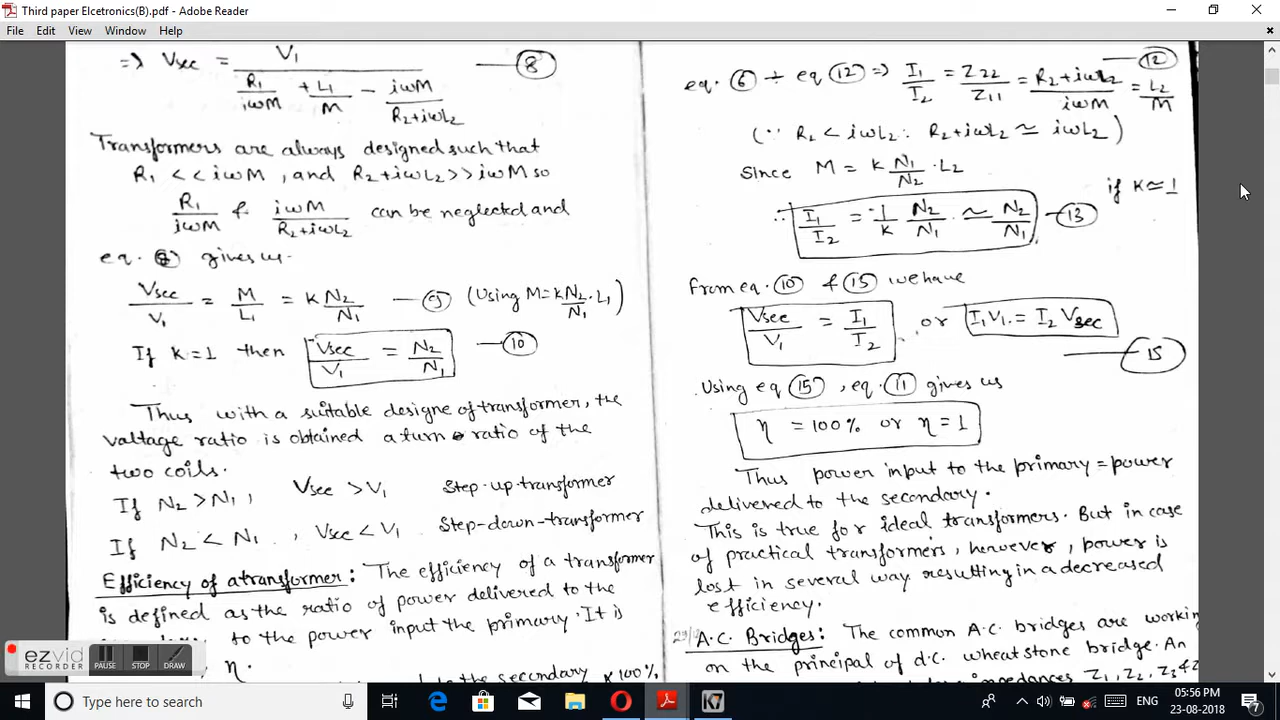 Third paper Elcetronics(B).pdf - Adobe Reader
File Edit View Window Help
=> Vsec = V1 / (R1/iωM + L1/M - iωM/(R2+iωL2)) —(8)
Transformers are always designed such that
R1 << iωM, and R2+iωL2 >> iωM so
R1/iωM & iωM/(R2+iωL2) can be neglected and
eq. gives us.
Vsec/V1 = M/L1 = K N2/N1 — (Using M=K N2/N1 . L1)
If K=1 then Vsec/V1 = N2/N1 —(10)
Thus with a suitable designe of transformer, the
valtage ratio is obtained a turn ratio of the
two coils.
If N2 > N1, Vsec > V1 Step-up-transformer
If N2 < N1, Vsec < V1 Step-down-transformer
Efficiency of a transformer: The efficiency of a transformer
is defined as the ratio of power delivered to the
to the power input the primary. It is
η.
to the secondary x 100%
—(12)
eq. (6) ÷ eq (12) => I1/I2 = Z22/Z11 = (R2+iωL2)/iωM = L2/M
(∵ R2 < iωL2 ∴ R2+iωL2 ≃ iωL2)
Since M = K N1/N2 . L2
if K≃1
∴ I1/I2 = 1/K N2/N1 . ≃ N2/N1 —(13)
From eq. (10) & (15) we have
Vsec/V1 = I1/I2 or I1V1 = I2 Vsec
—(15)
Using eq (15), eq. (11) gives us
η = 100% or η = 1
Thus power input to the primary = power
delivered to the secondary.
This is true for ideal transformers. But in case
of practical transformers, however, power is
lost in several way resulting in a decreased
efficiency.
A.C. Bridges: The common A.C. bridges are workin
on the principal of d.c. wheatstone bridge. An
impedances Z1, Z2, Z3 &
ezvid
RECORDER
PAUSE STOP DRAW
Type here to search
ENG
05:56 PM
23-08-2018
7